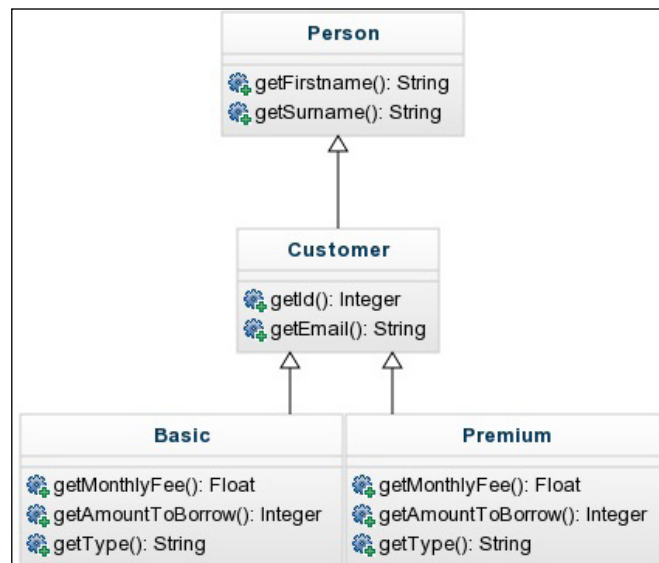 Person
getFirstname(): String
getSurname(): String
Customer
getId(): Integer
getEmail(): String
Basic
getMonthlyFee(): Float
getAmountToBorrow(): Integer
getType(): String
Premium
getMonthlyFee(): Float
getAmountToBorrow(): Integer
getType(): String